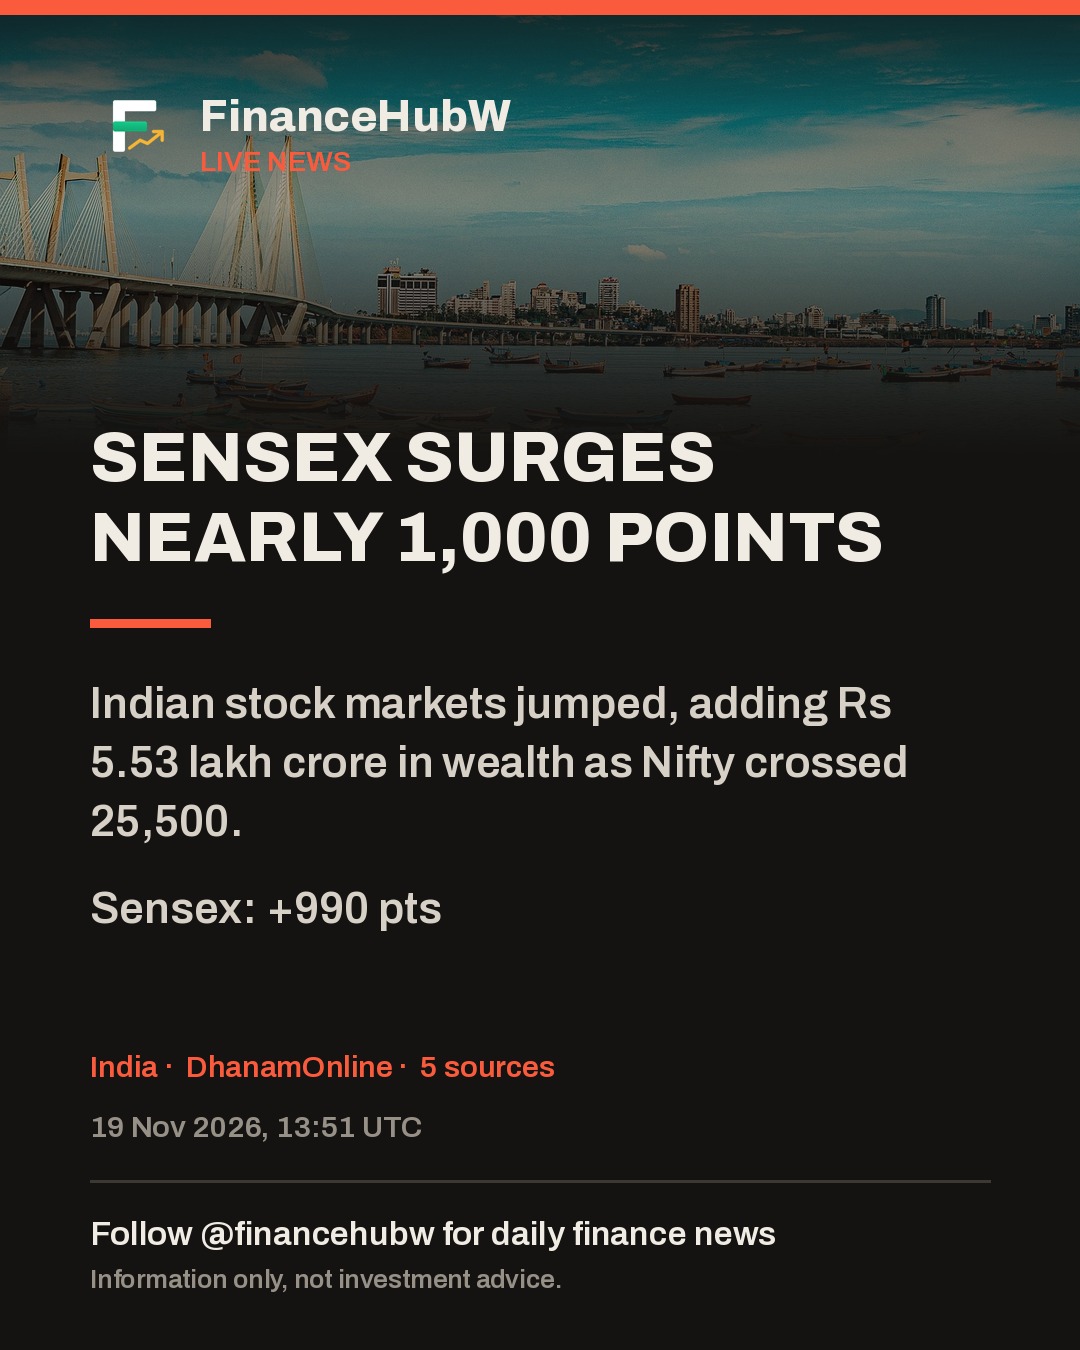 FinanceHubW
LIVE NEWS
SENSEX SURGES
NEARLY 1,000 POINTS
Indian stock markets jumped, adding Rs
5.53 lakh crore in wealth as Nifty crossed
25,500.
Sensex: +990 pts
India · DhanamOnline · 5 sources
19 Nov 2026, 13:51 UTC
Follow @financehubw for daily finance news
Information only, not investment advice.